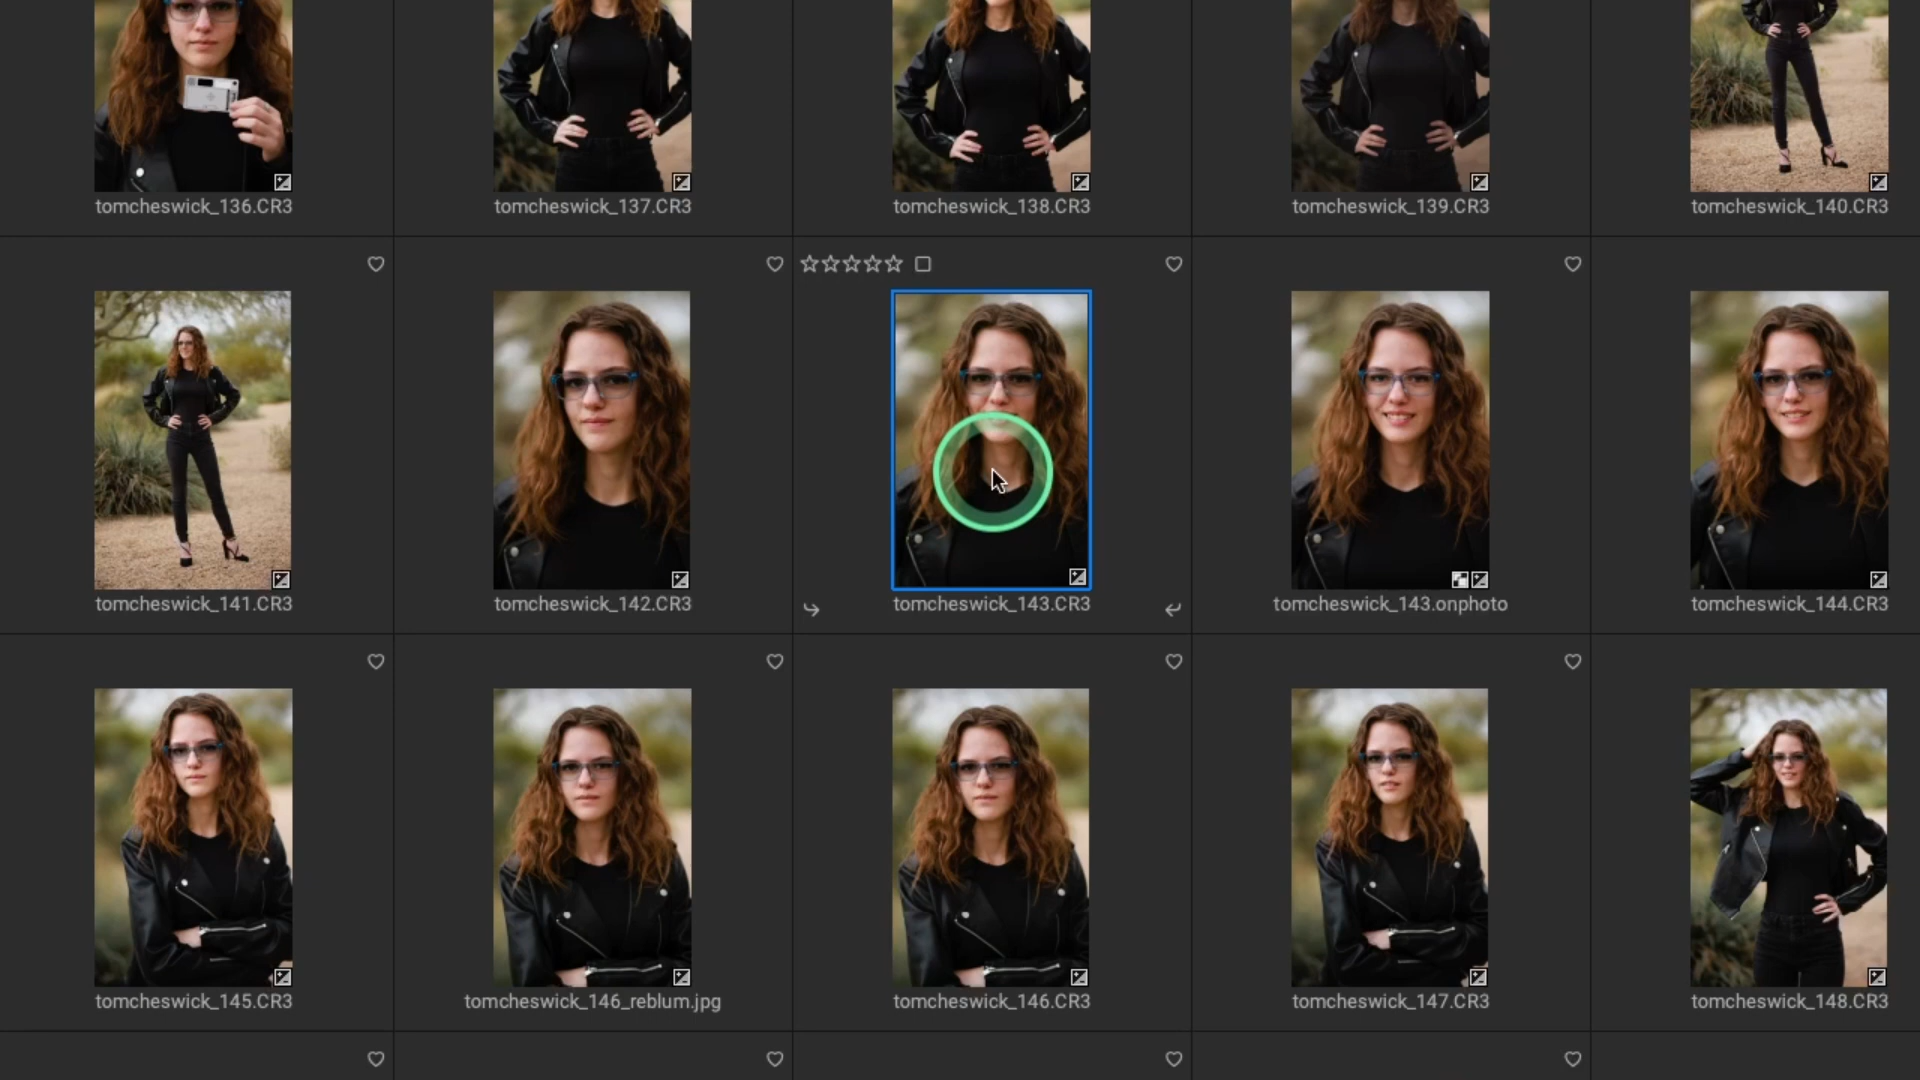 tomcheswick_136.CR3
tomcheswick_137.CR3
tomcheswick_138.CR3
tomcheswick_139.CR3
tomcheswick_140.CR3
tomcheswick_141.CR3
tomcheswick_142.CR3
tomcheswick_143.CR3
tomcheswick_143.onphoto
tomcheswick_144.CR3
tomcheswick_145.CR3
tomcheswick_146_reblum.jpg
tomcheswick_146.CR3
tomcheswick_147.CR3
tomcheswick_148.CR3